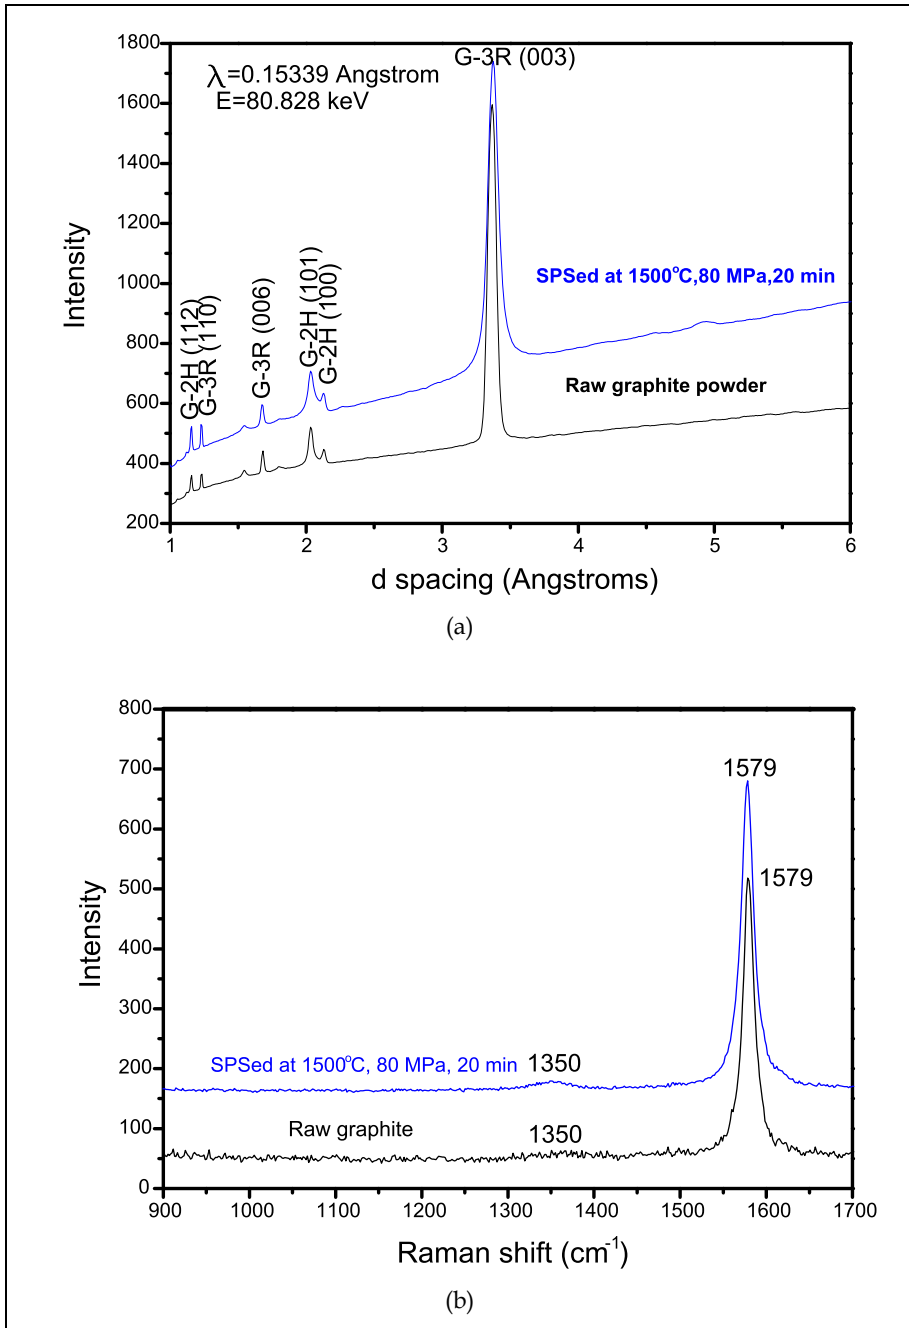 (a)
1800
1600
1400
1200
1000
800
600
400
200
Intensity
λ=0.15339 Angstrom
E=80.828 keV
G-3R (003)
SPSed at 1500°C,80 MPa,20 min
Raw graphite powder
G-2H (112)
G-3R (110)
G-3R (006)
G-2H (101)
G-2H (100)
1 2 3 4 5 6
d spacing (Angstroms)
(a)
800
700
600
500
400
300
200
100
0
Intensity
1579
1579
SPSed at 1500°C, 80 MPa, 20 min
1350
Raw graphite
1350
900 1000 1100 1200 1300 1400 1500 1600 1700
Raman shift (cm⁻¹)
(b)